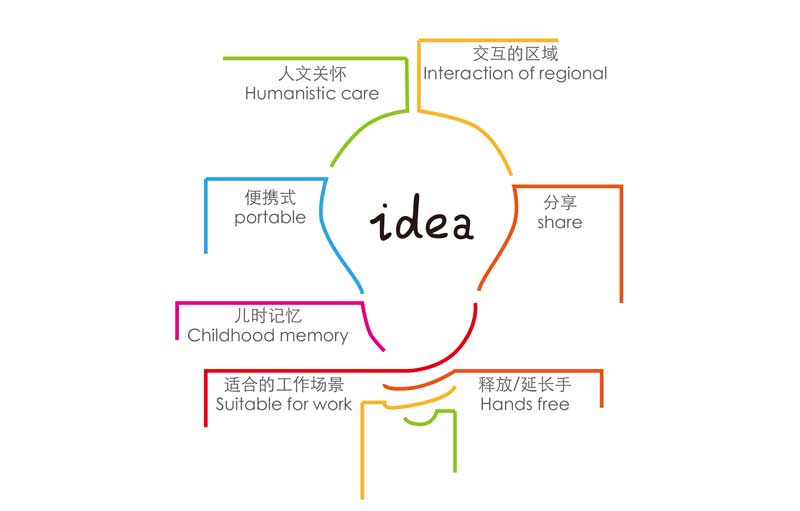 人文关怀
Humanistic care
交互的区域
Interaction of regional
便携式
portable
idea
分享
share
儿时记忆
Childhood memory
适合的工作场景
Suitable for work
释放/延长手
Hands free